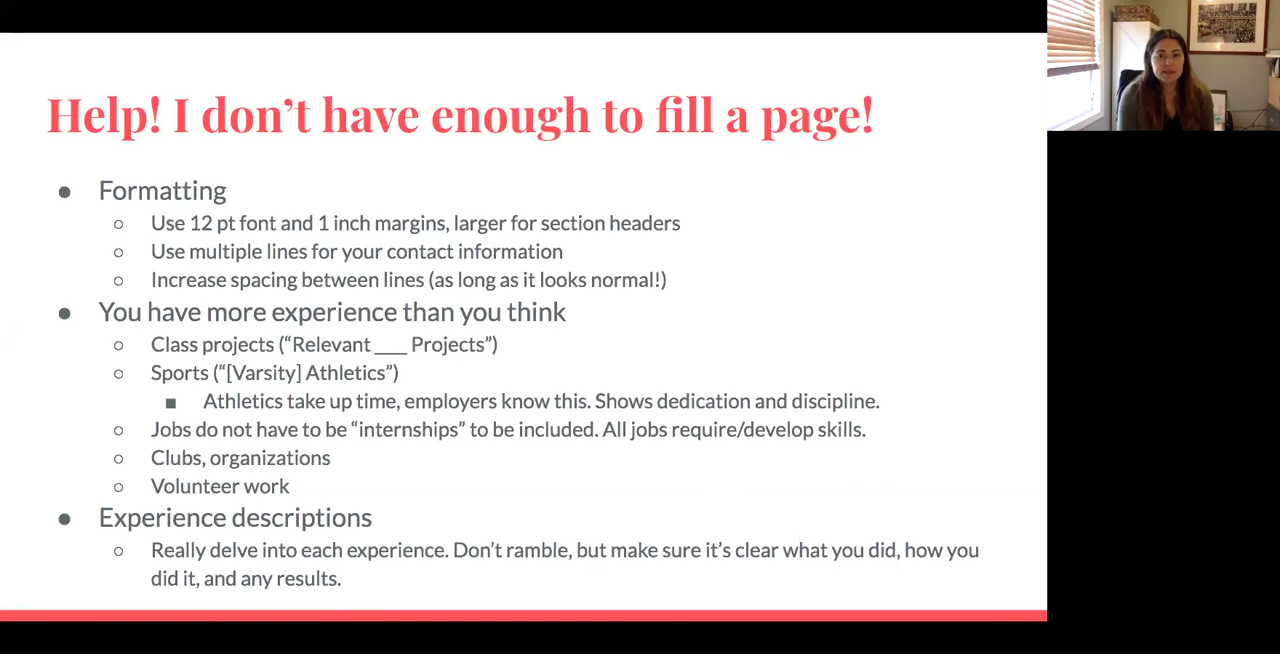 Help! I don’t have enough to fill a page!
● Formatting
○ Use 12 pt font and 1 inch margins, larger for section headers
○ Use multiple lines for your contact information
○ Increase spacing between lines (as long as it looks normal!)
● You have more experience than you think
○ Class projects (“Relevant ___ Projects”)
○ Sports (“[Varsity] Athletics”)
■ Athletics take up time, employers know this. Shows dedication and discipline.
○ Jobs do not have to be “internships” to be included. All jobs require/develop skills.
○ Clubs, organizations
○ Volunteer work
● Experience descriptions
○ Really delve into each experience. Don’t ramble, but make sure it’s clear what you did, how you
did it, and any results.